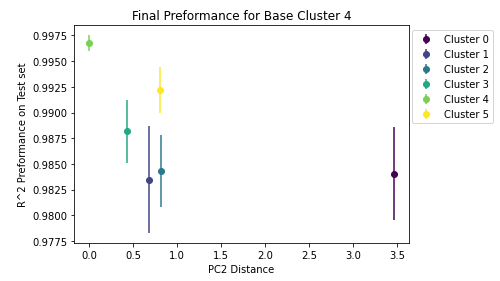 Final Preformance for Base Cluster 4
R^2 Preformance on Test set
0.9975
0.9950
0.9925
0.9900
0.9875
0.9850
0.9825
0.9800
0.9775
0.0 0.5 1.0 1.5 2.0 2.5 3.0 3.5
PC2 Distance
Cluster 0
Cluster 1
Cluster 2
Cluster 3
Cluster 4
Cluster 5